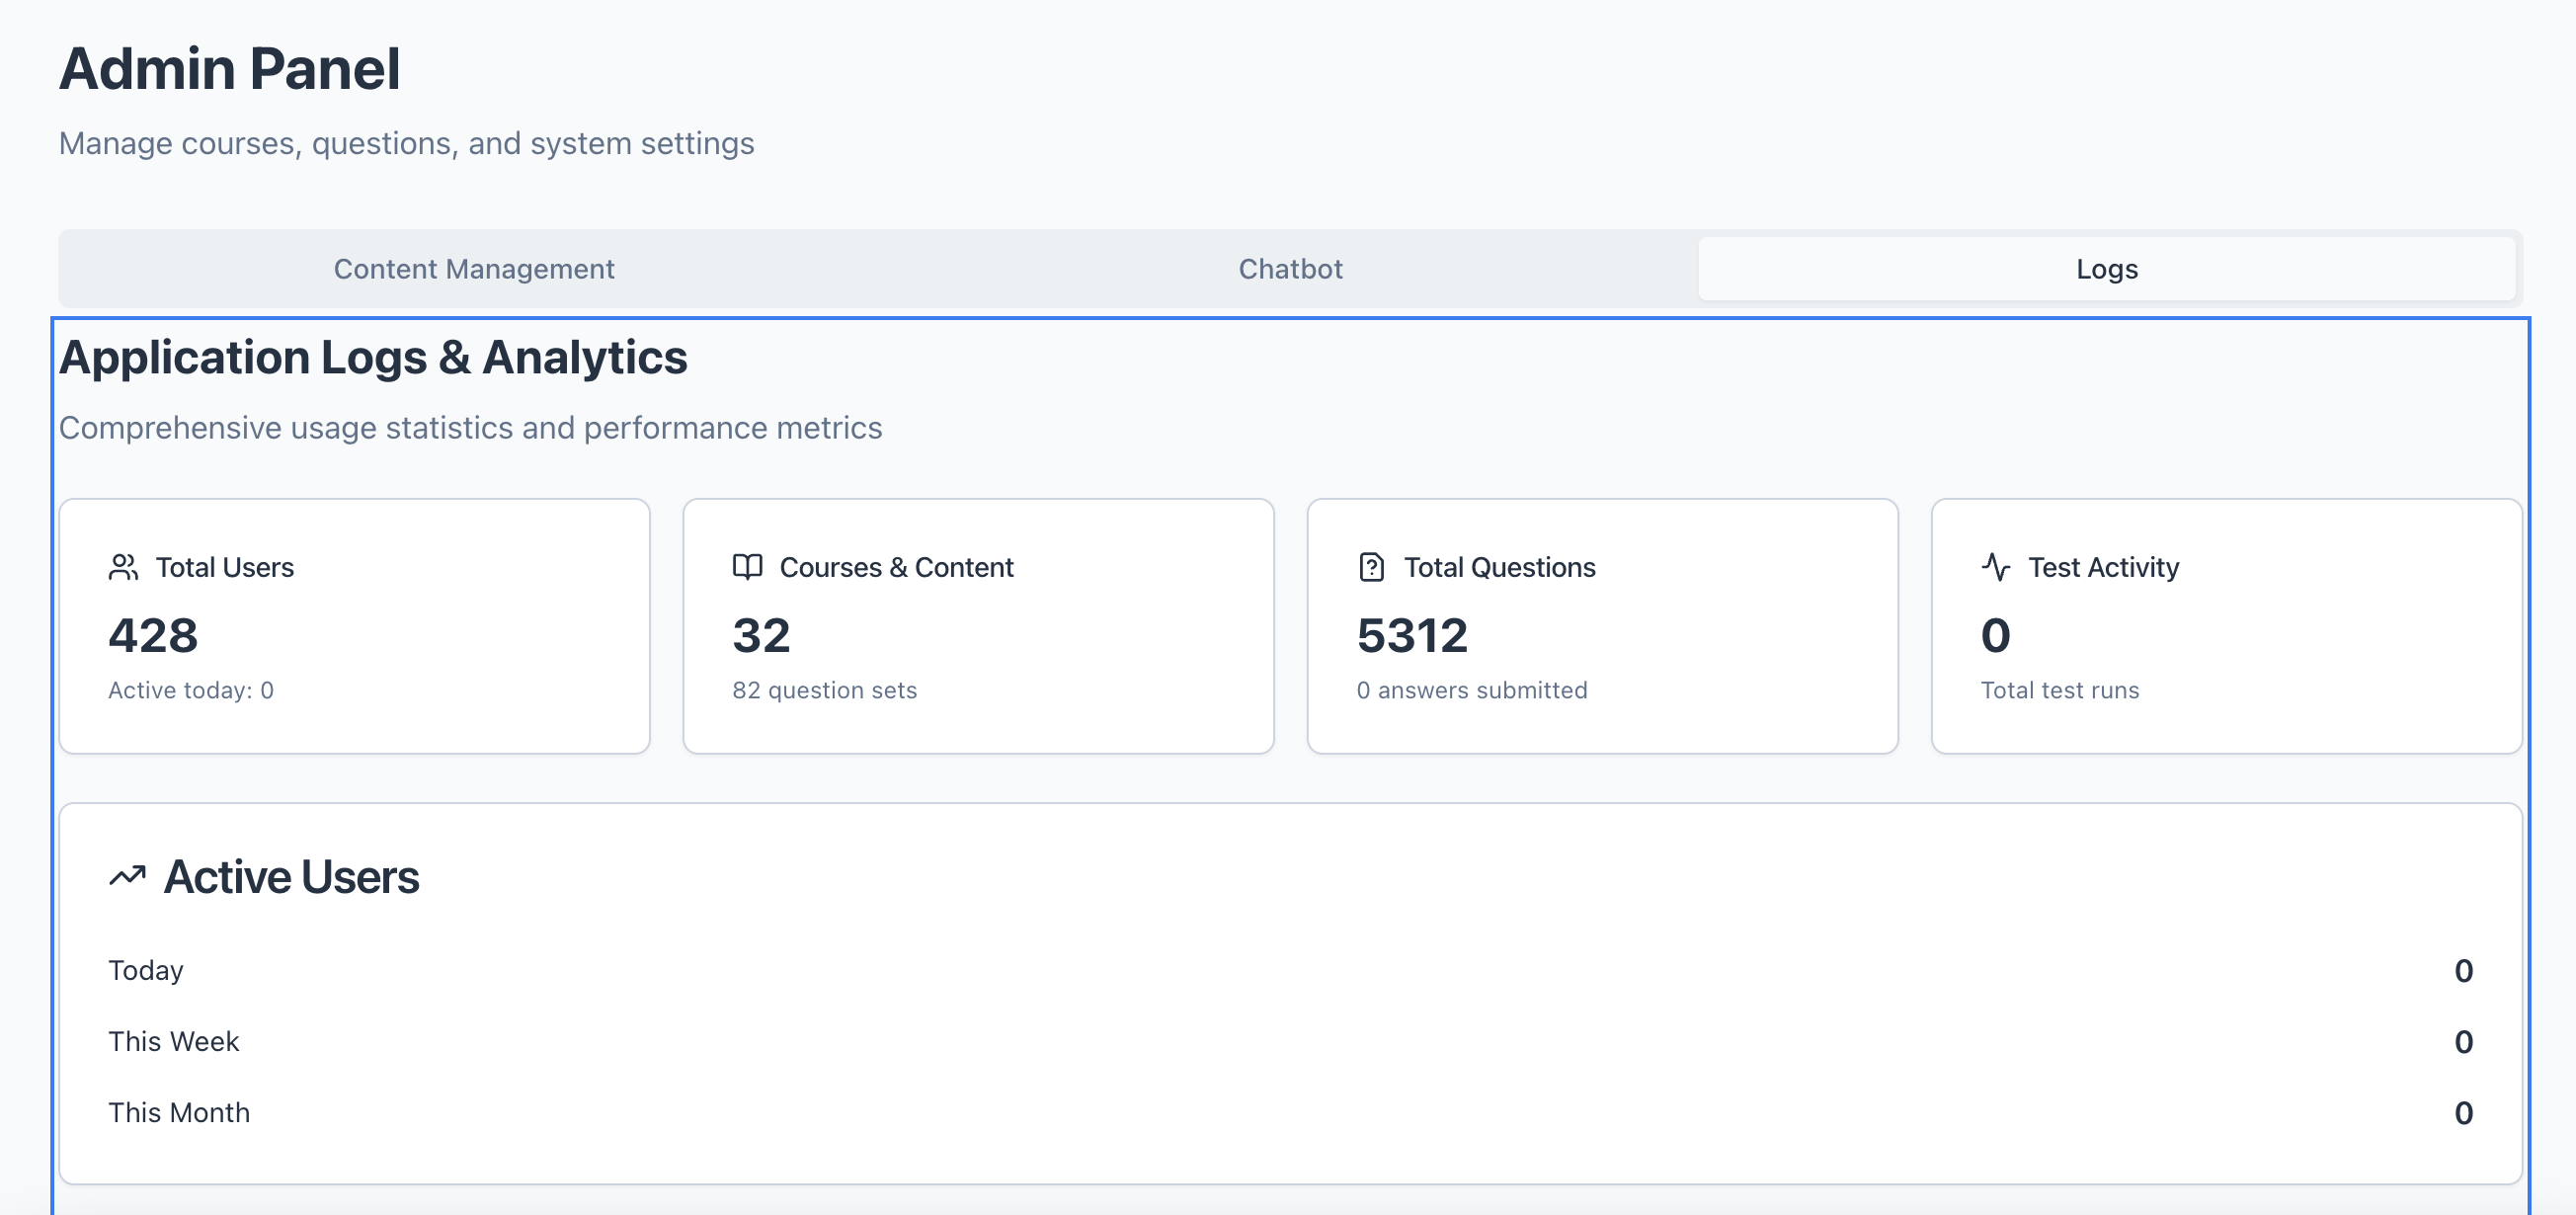 Admin Panel
Manage courses, questions, and system settings
Content Management
Chatbot
Logs
Application Logs & Analytics
Comprehensive usage statistics and performance metrics
Total Users
428
Active today: 0
Courses & Content
32
82 question sets
Total Questions
5312
0 answers submitted
Test Activity
0
Total test runs
Active Users
Today 0
This Week 0
This Month 0